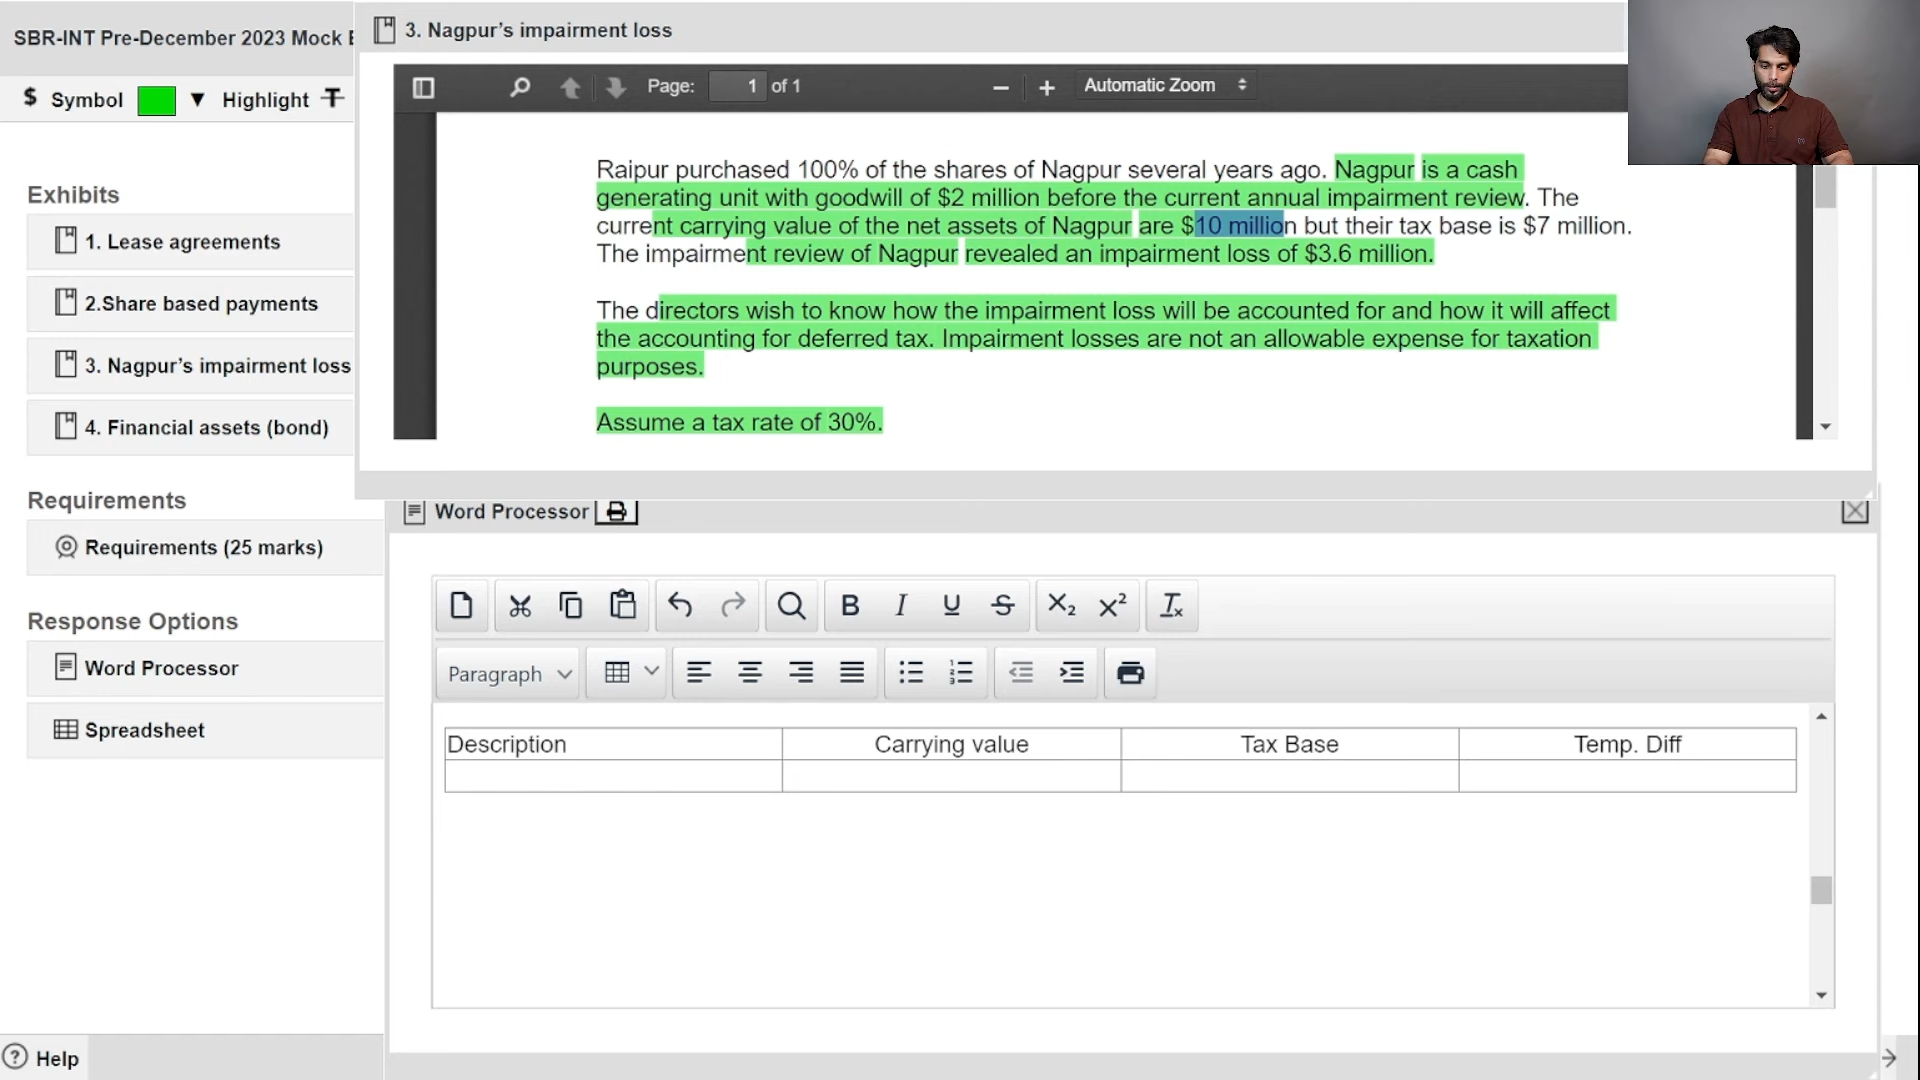 SBR-INT Pre-December 2023 Mock E
$ Symbol
Highlight
Exhibits
1. Lease agreements
2.Share based payments
3. Nagpur's impairment loss
4. Financial assets (bond)
Requirements
Requirements (25 marks)
Response Options
Word Processor
Spreadsheet
Help
3. Nagpur's impairment loss
Page: 1 of 1
Automatic Zoom
Raipur purchased 100% of the shares of Nagpur several years ago. Nagpur is a cash
generating unit with goodwill of $2 million before the current annual impairment review. The
current carrying value of the net assets of Nagpur are $10 million but their tax base is $7 million.
The impairment review of Nagpur revealed an impairment loss of $3.6 million.
The directors wish to know how the impairment loss will be accounted for and how it will affect
the accounting for deferred tax. Impairment losses are not an allowable expense for taxation
purposes.
Assume a tax rate of 30%.
Word Processor
Paragraph
Description Carrying value Tax Base Temp. Diff